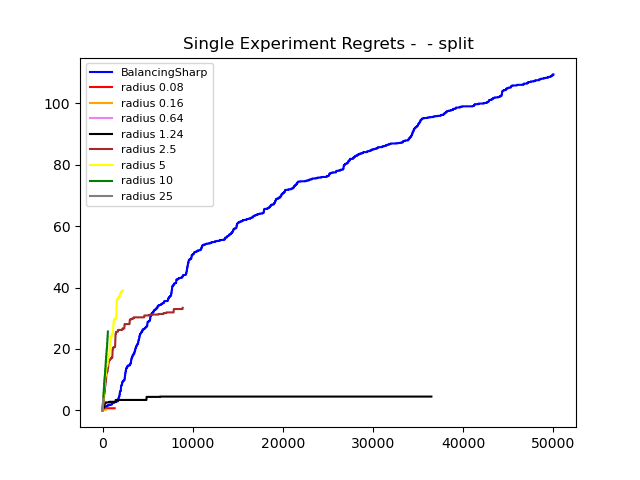 Single Experiment Regrets -  - split
BalancingSharp
radius 0.08
radius 0.16
radius 0.64
radius 1.24
radius 2.5
radius 5
radius 10
radius 25
100
80
60
40
20
0
0 10000 20000 30000 40000 50000